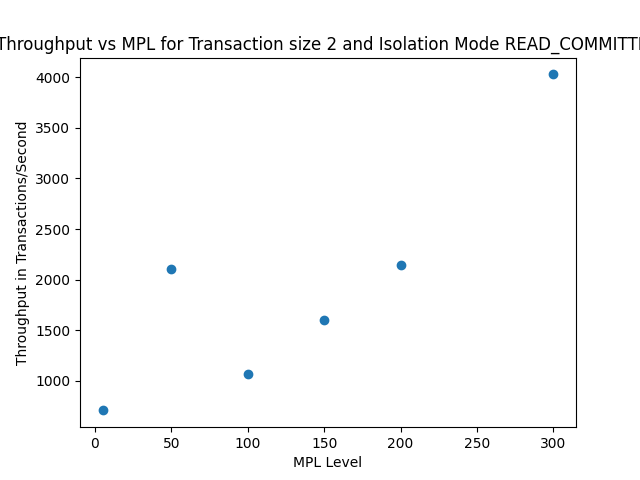 Throughput vs MPL for Transaction size 2 and Isolation Mode READ_COMMITTE
Throughput in Transactions/Second
4000
3500
3000
2500
2000
1500
1000
0 50 100 150 200 250 300
MPL Level